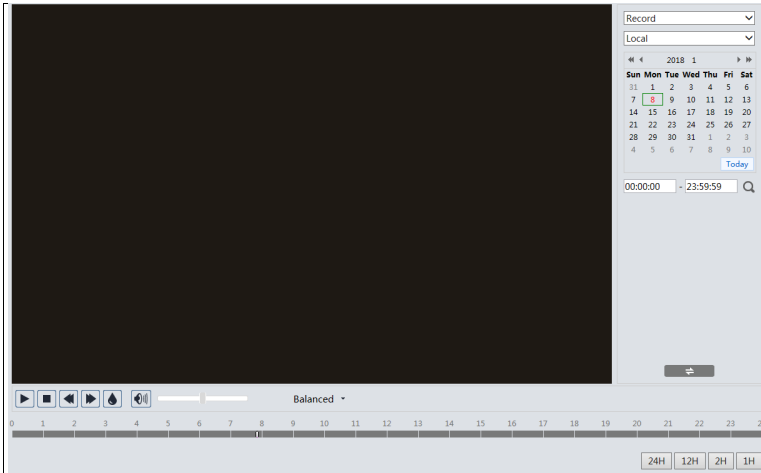 Record
Local
2018 1
Sun Mon Tue Wed Thu Fri Sat
31 1 2 3 4 5 6
7 8 9 10 11 12 13
14 15 16 17 18 19 20
21 22 23 24 25 26 27
28 29 30 31 1 2 3
4 5 6 7 8 9 10
Today
00:00:00 - 23:59:59
Balanced
0 1 2 3 4 5 6 7 8 9 10 11 12 13 14 15 16 17 18 19 20 21 22 23 2
24H 12H 2H 1H